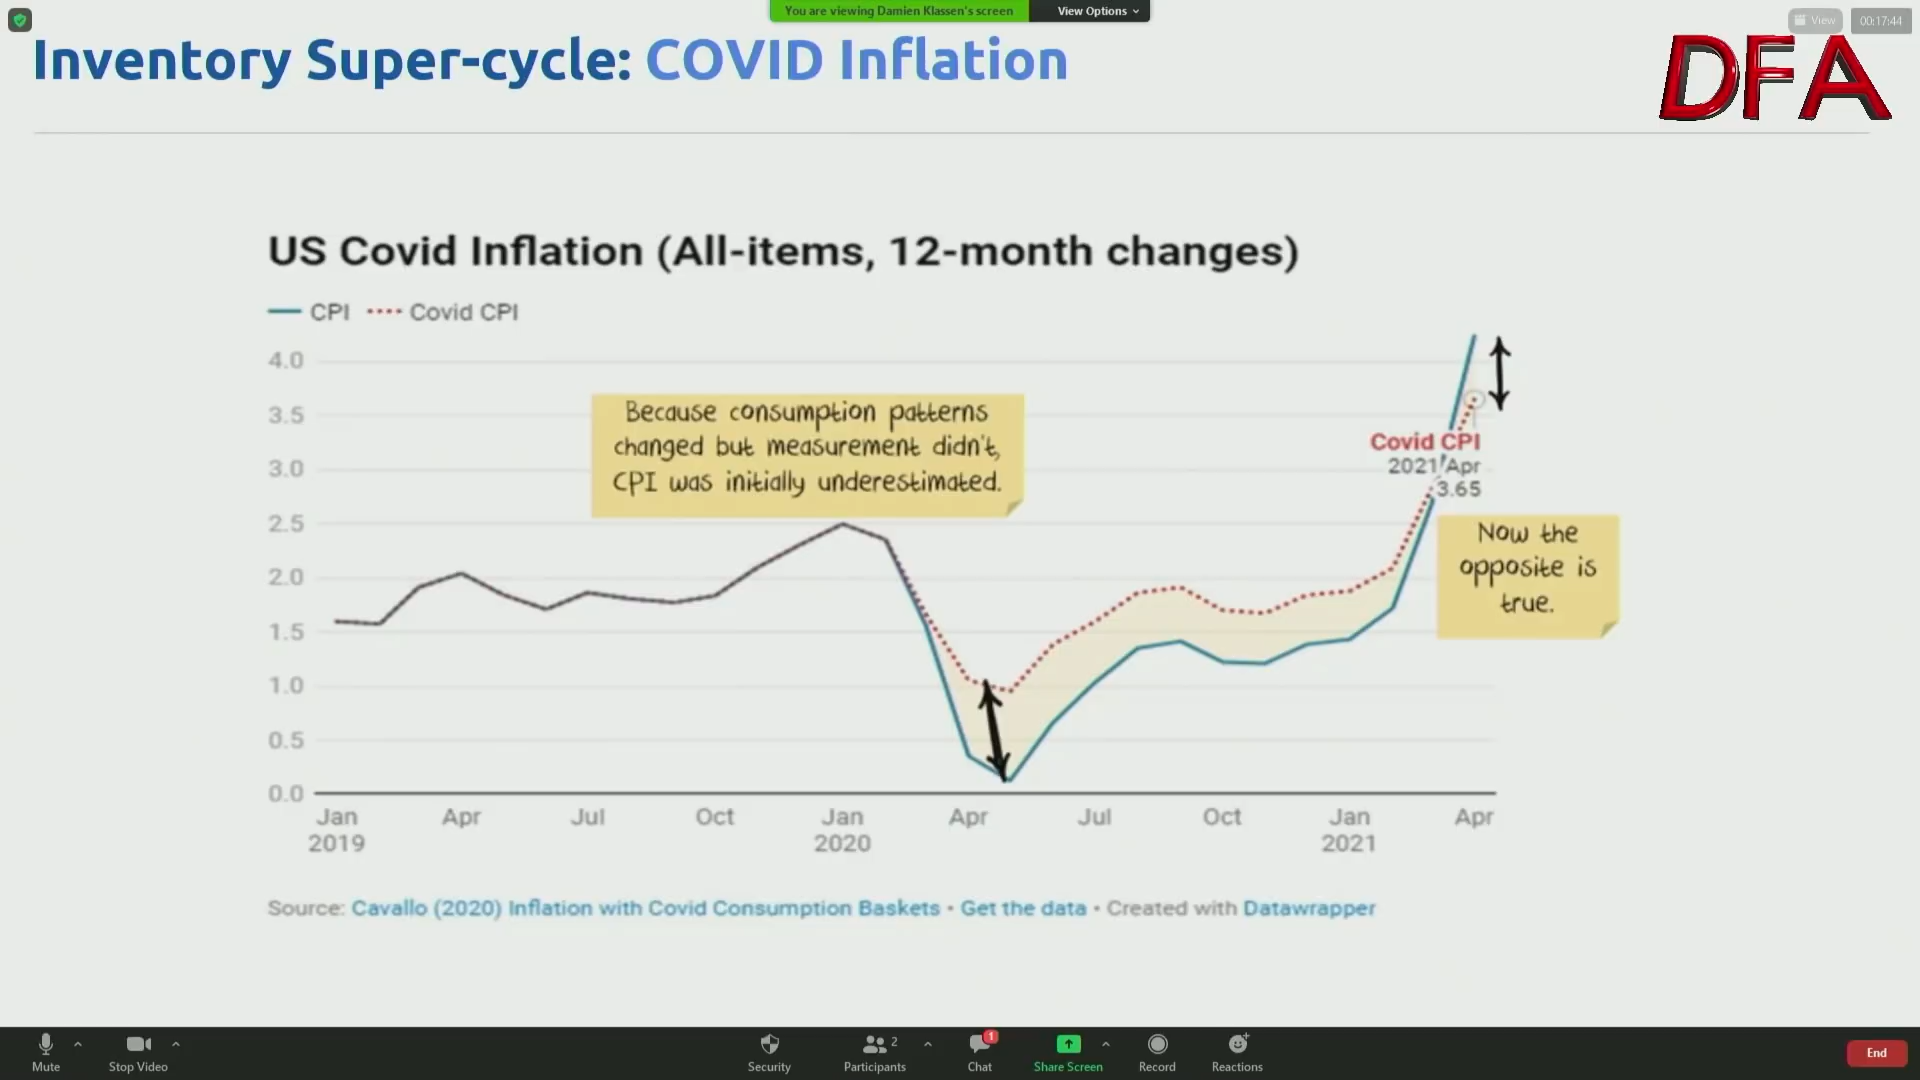 You are viewing Damien Klassen's screen
View Options
View
00:17:44
Inventory Super-cycle: COVID Inflation
DFA
US Covid Inflation (All-items, 12-month changes)
CPI
Covid CPI
4.0
3.5
3.0
2.5
2.0
1.5
1.0
0.5
0.0
Because consumption patterns
changed but measurement didn't,
CPI was initially underestimated.
Covid CPI
2021 Apr
3.65
Now the
opposite is
true.
Jan Apr Jul Oct Jan Apr Jul Oct Jan Apr
2019 2020 2021
Source: Cavallo (2020) Inflation with Covid Consumption Baskets • Get the data • Created with Datawrapper
2
1
Mute
Stop Video
Security
Participants
Chat
Share Screen
Record
Reactions
End